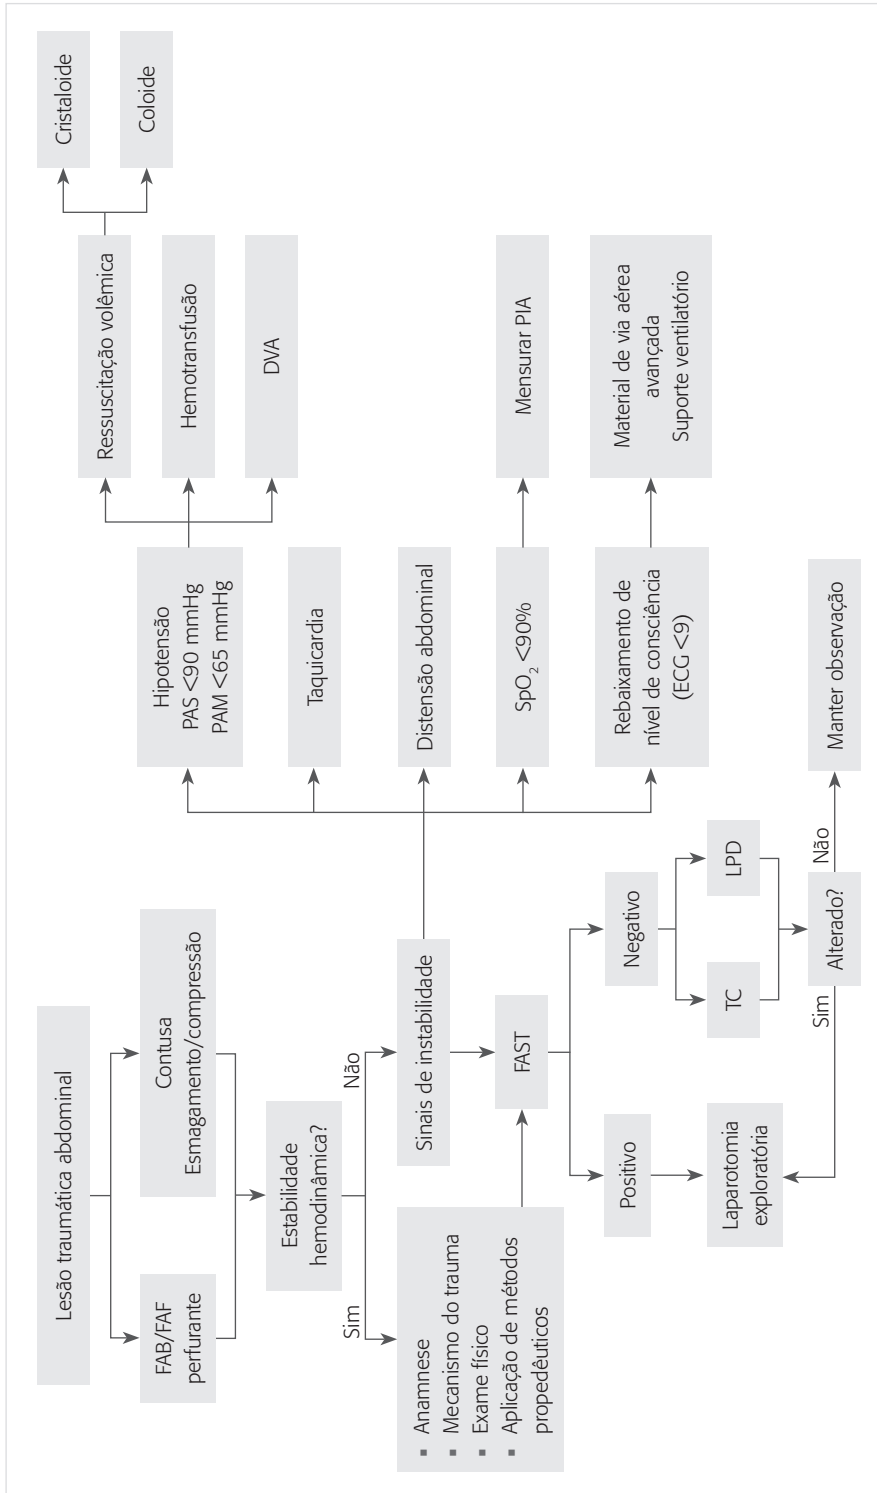 Lesão traumática abdominal
FAB/FAF
perfurante
Contusa
Esmagamento/compressão
Estabilidade
hemodinâmica?
Sim
Não
▪ Anamnese
▪ Mecanismo do trauma
▪ Exame físico
▪ Aplicação de métodos
propedêuticos
Sinais de instabilidade
FAST
Positivo
Negativo
Laparotomia
exploratória
TC
LPD
Sim
Alterado?
Não
Manter observação
Hipotensão
PAS <90 mmHg
PAM <65 mmHg
Taquicardia
Distensão abdominal
SpO₂ <90%
Rebaixamento de
nível de consciência
(ECG <9)
Ressuscitação volêmica
Hemotransfusão
DVA
Mensurar PIA
Material de via aérea
avançada
Suporte ventilatório
Cristaloide
Coloide